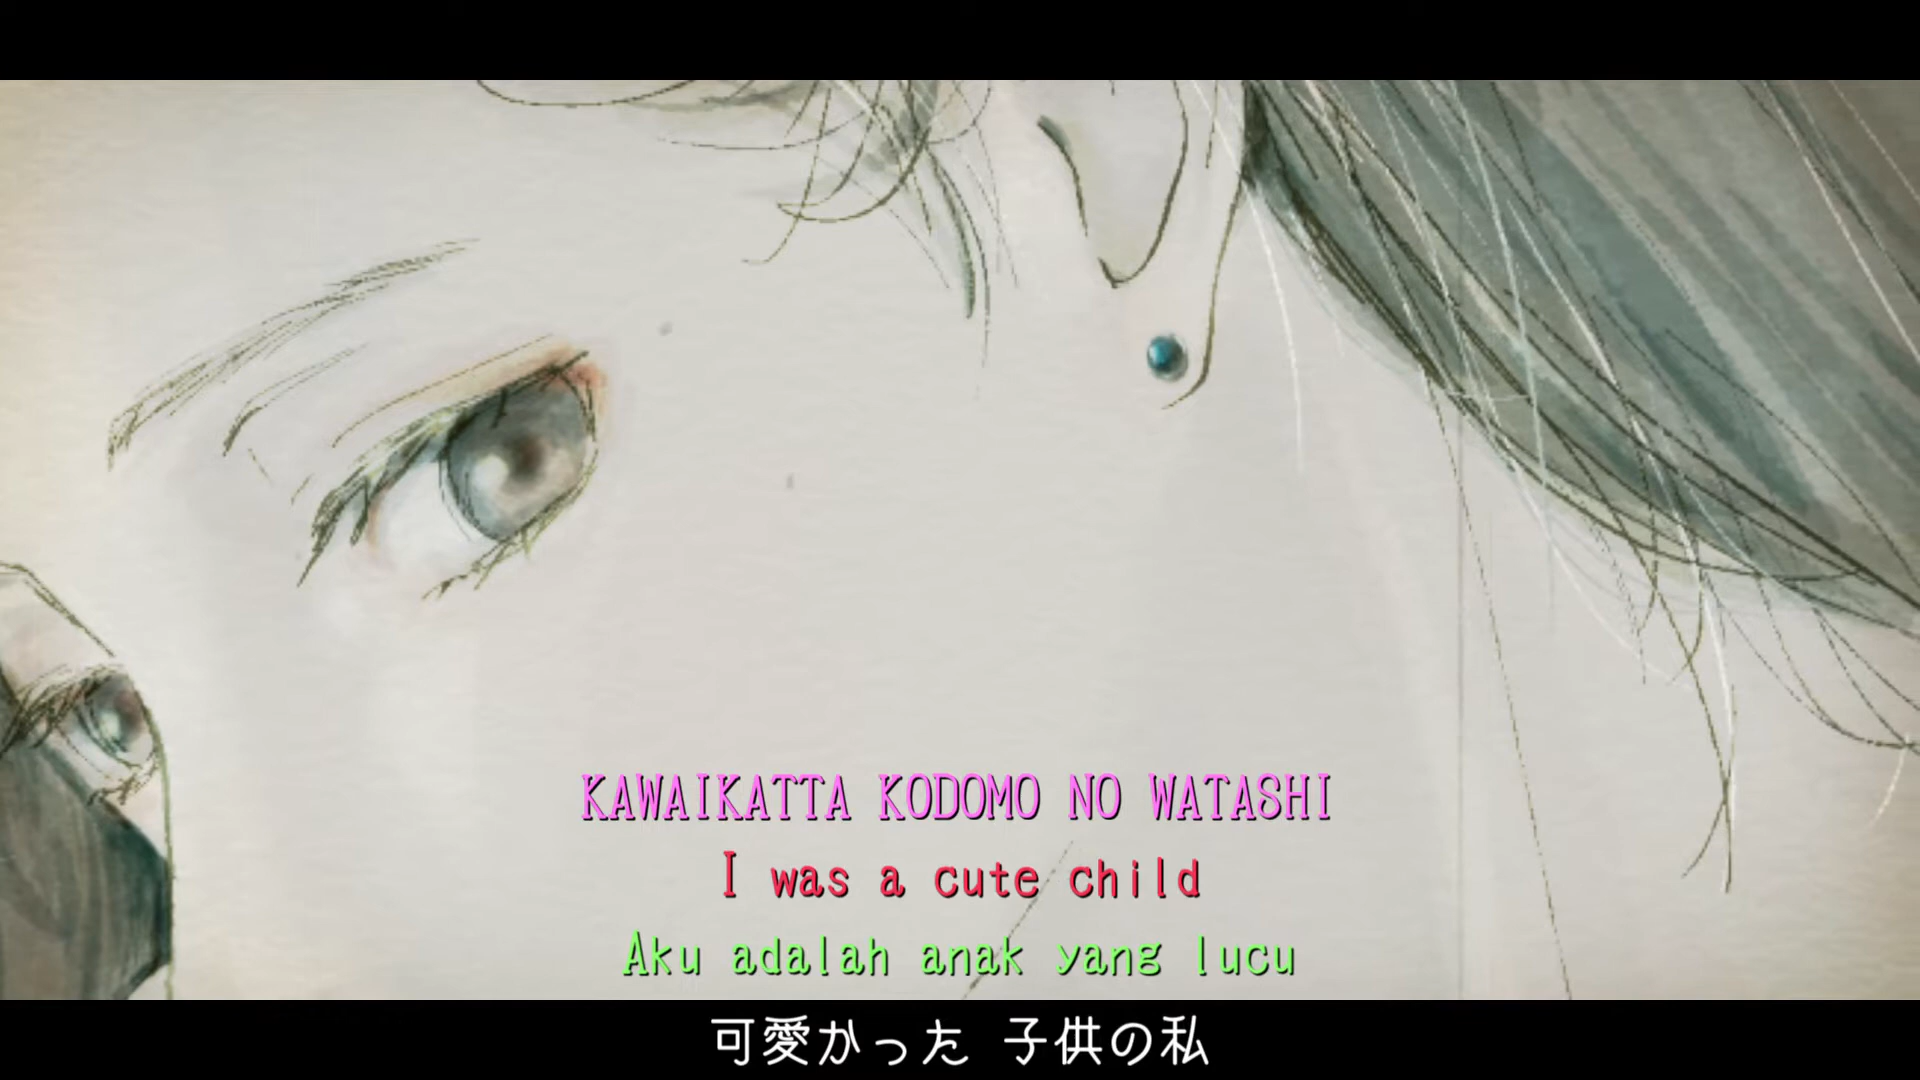 KAWAIKATTA KODOMO NO WATASHI
I was a cute child
Aku adalah anak yang lucu
可愛かった 子供の私